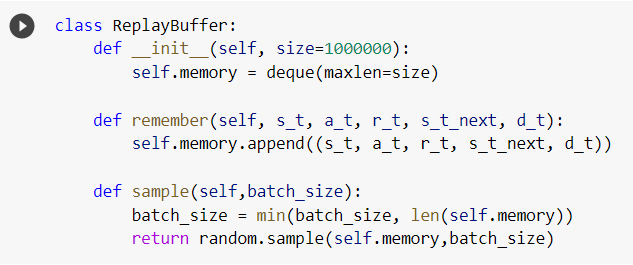 class ReplayBuffer:
    def __init__(self, size=1000000):
        self.memory = deque(maxlen=size)

    def remember(self, s_t, a_t, r_t, s_t_next, d_t):
        self.memory.append((s_t, a_t, r_t, s_t_next, d_t))

    def sample(self,batch_size):
        batch_size = min(batch_size, len(self.memory))
        return random.sample(self.memory,batch_size)